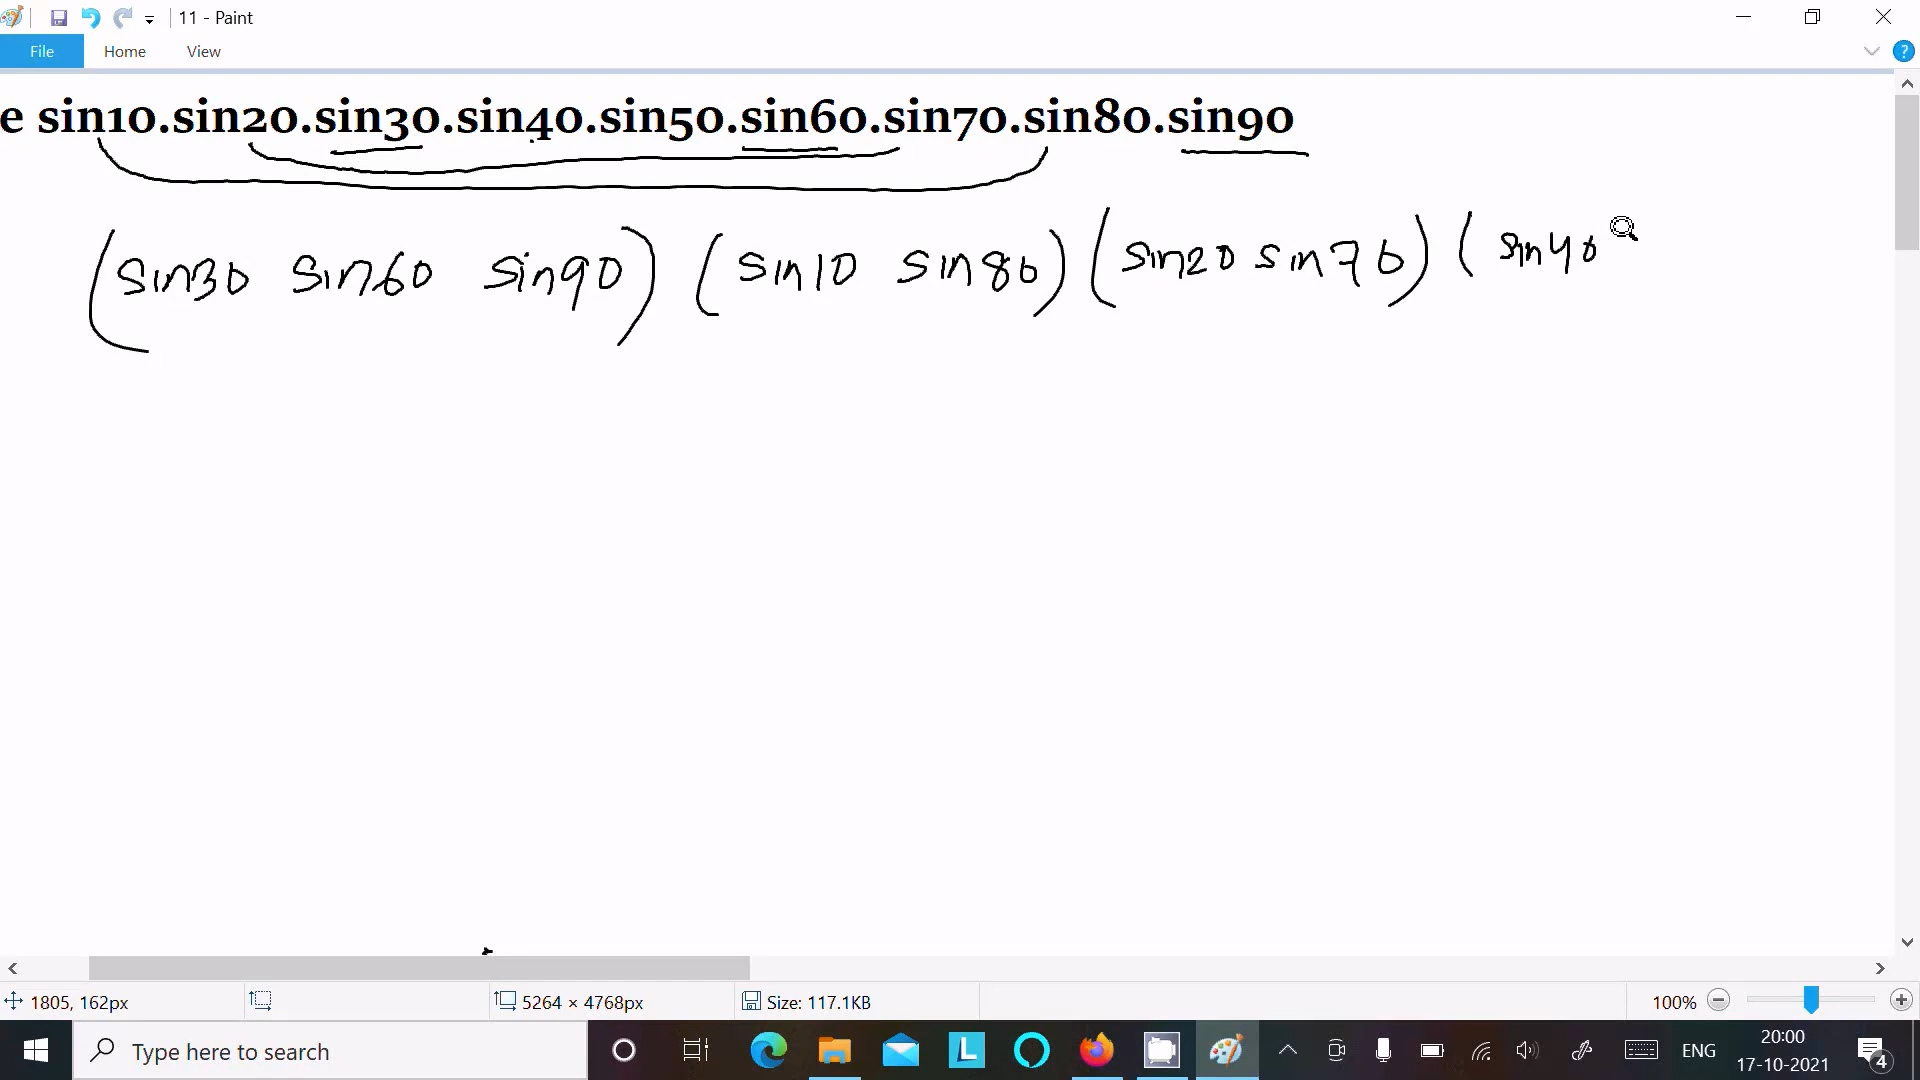 11 - Paint
File Home View
e sin10.sin20.sin30.sin40.sin50.sin60.sin70.sin80.sin90
(sin30 sin60 sin90) (sin10 sin80) (sin20 sin70) (sin40
1805, 162px 5264 × 4768px Size: 117.1KB 100%
Type here to search L ENG 20:00
17-10-2021 4